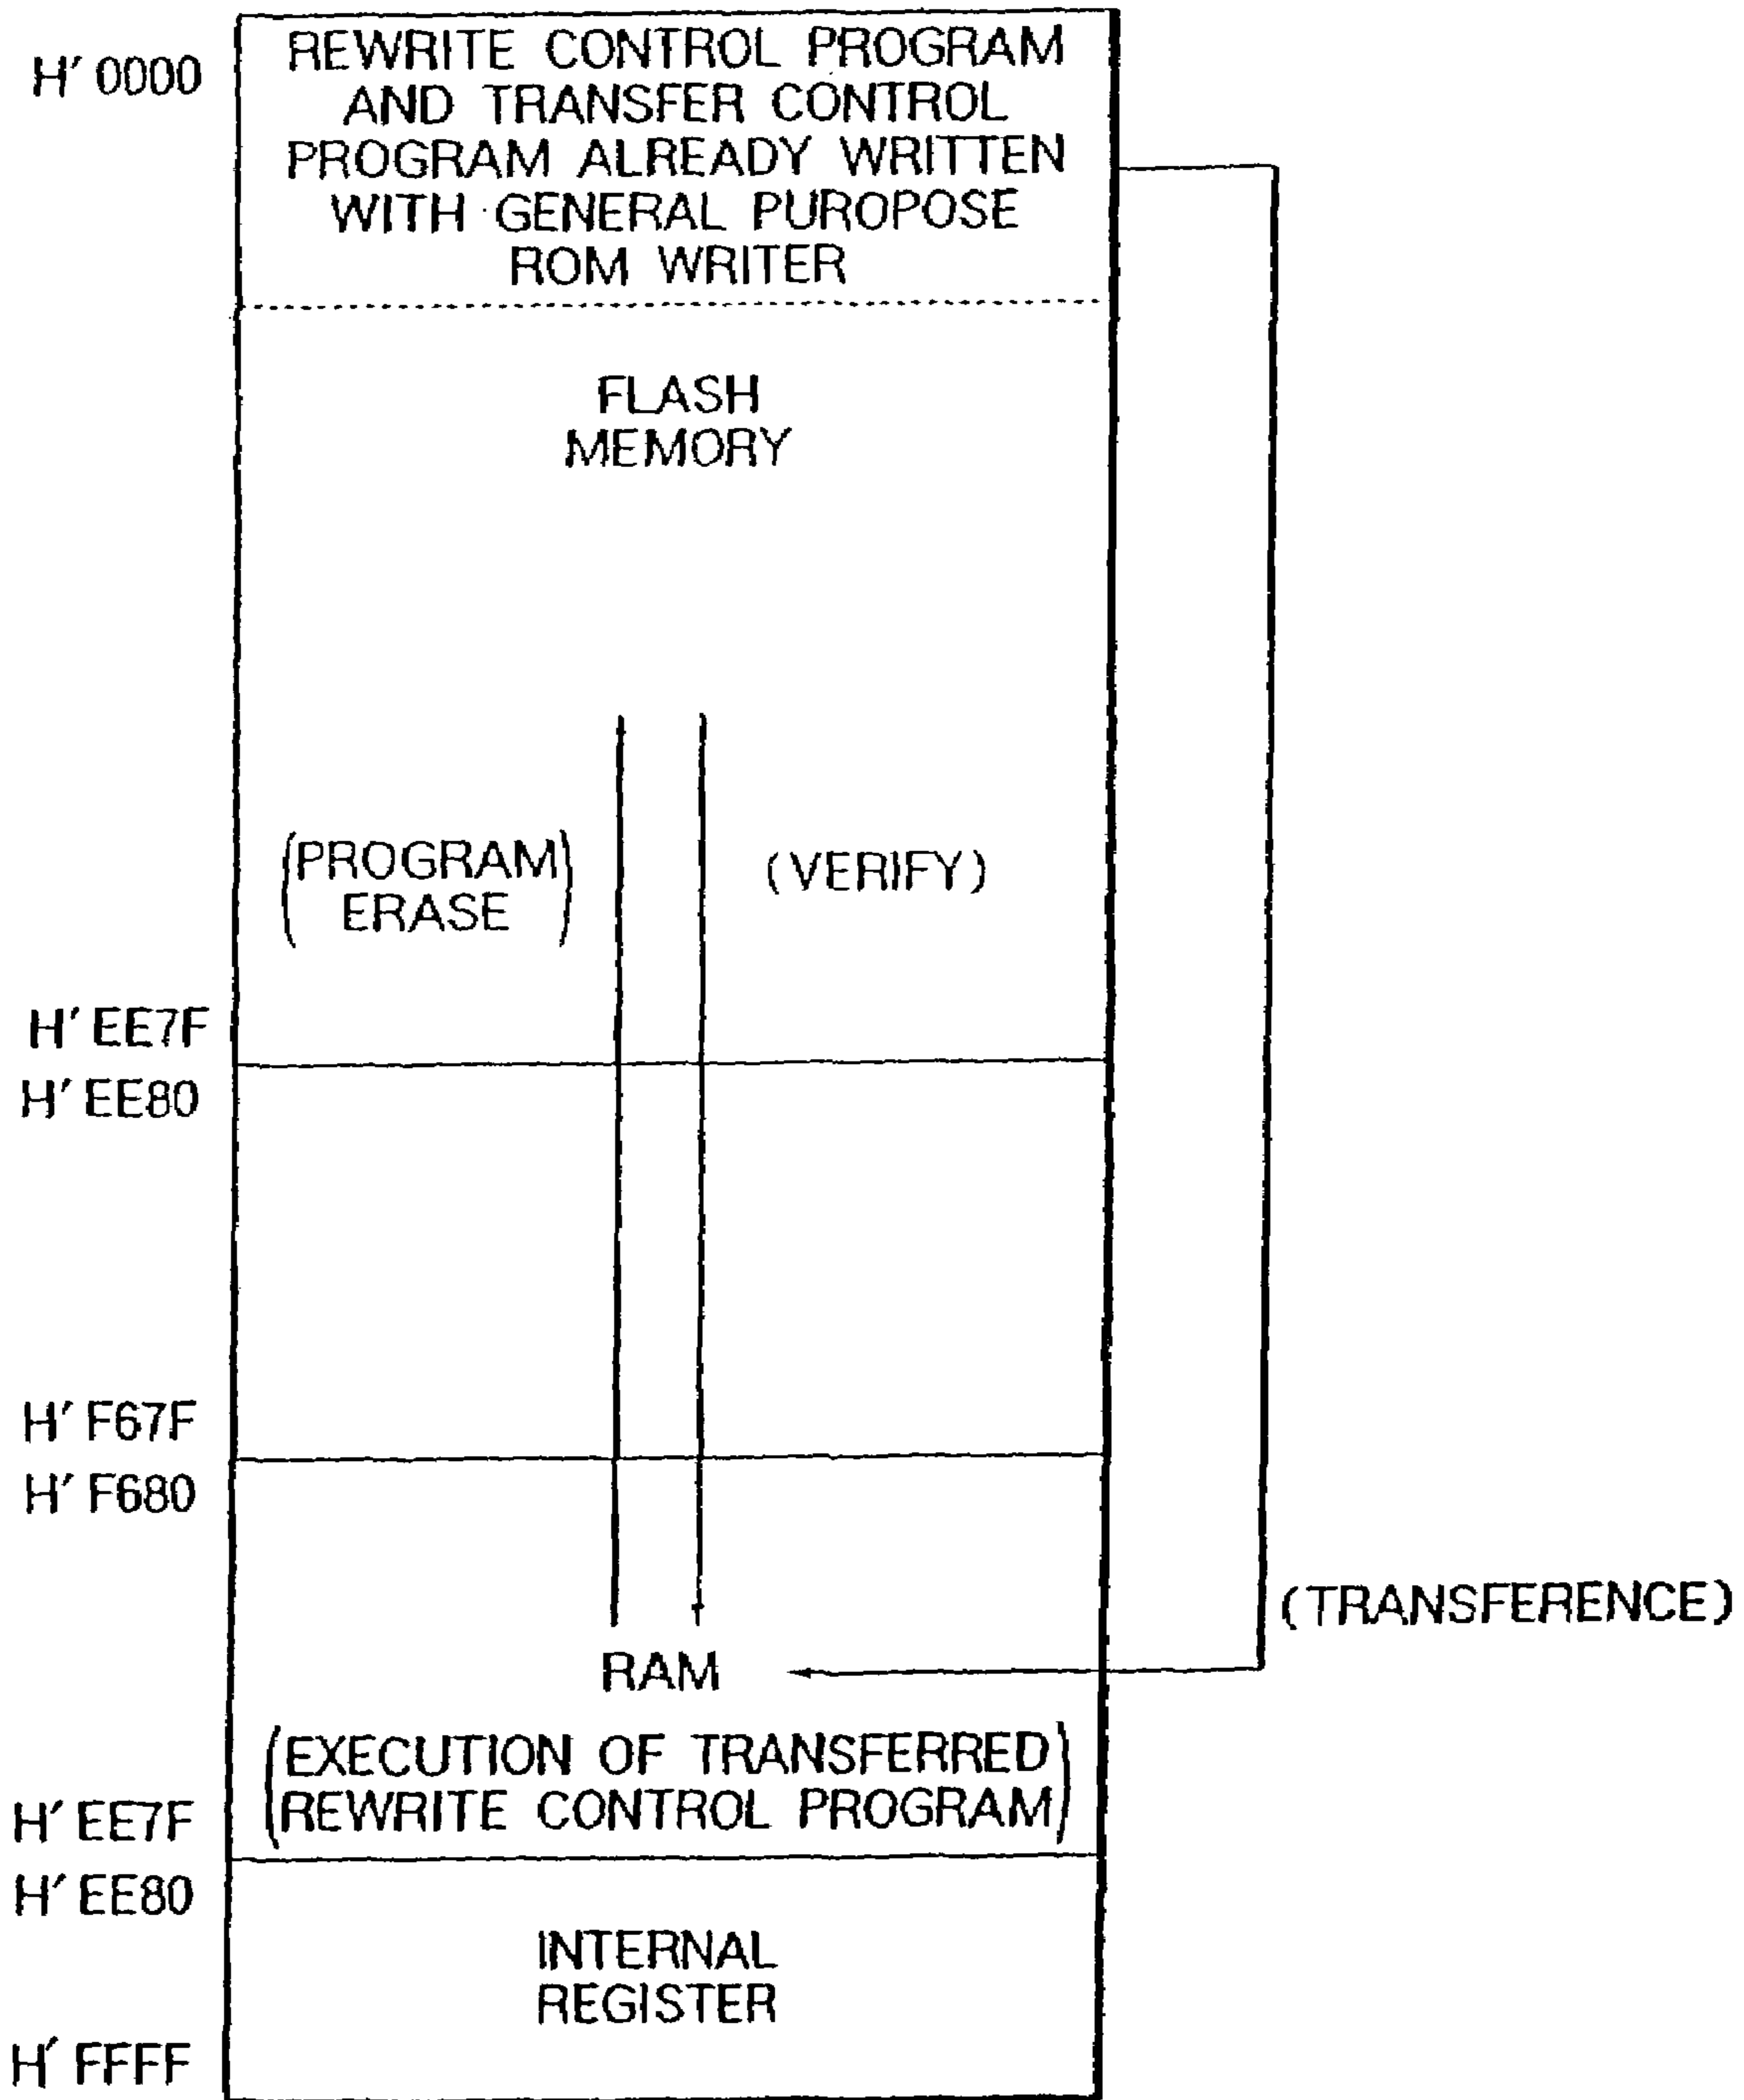 H' 0000
REWRITE CONTROL PROGRAM
AND TRANSFER CONTROL
PROGRAM ALREADY WRITTEN
WITH GENERAL PUROPOSE
ROM WRITER
FLASH
MEMORY
(PROGRAM
ERASE)
(VERIFY)
H' EE7F
H' EE80
H' F67F
H' F680
(TRANSFERENCE)
RAM
(EXECUTION OF TRANSFERRED
REWRITE CONTROL PROGRAM)
H' EE7F
H' EE80
INTERNAL
REGISTER
H' FFFF